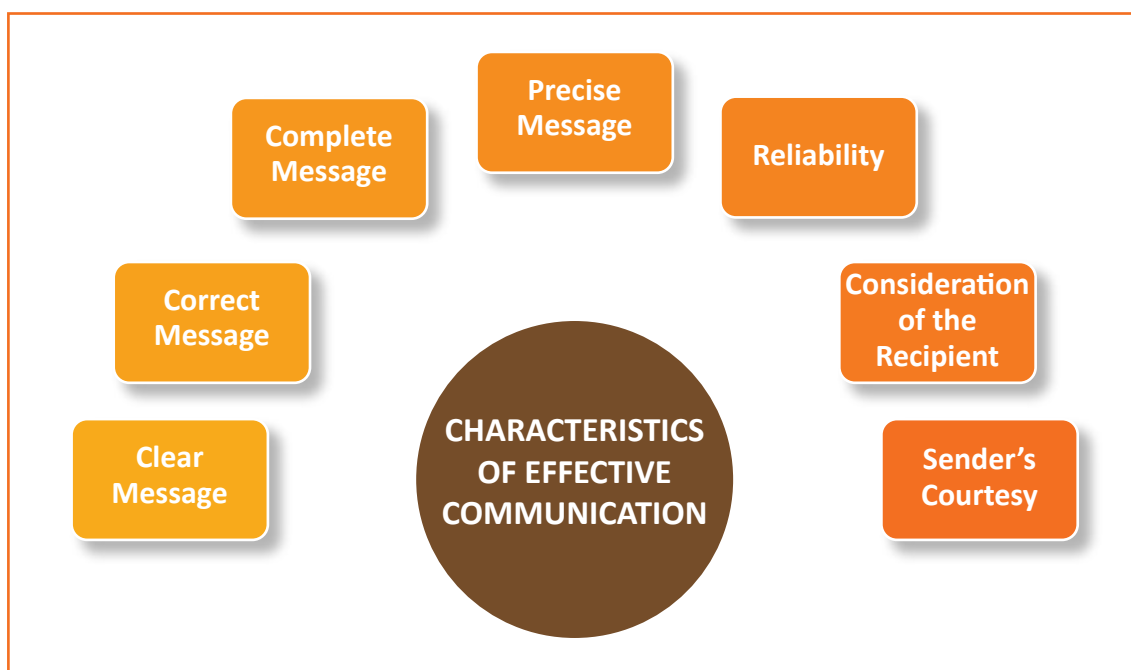 Precise
Message
Complete
Message
Reliability
Correct
Message
Consideration
of the
Recipient
Clear
Message
CHARACTERISTICS
OF EFFECTIVE
COMMUNICATION
Sender’s
Courtesy